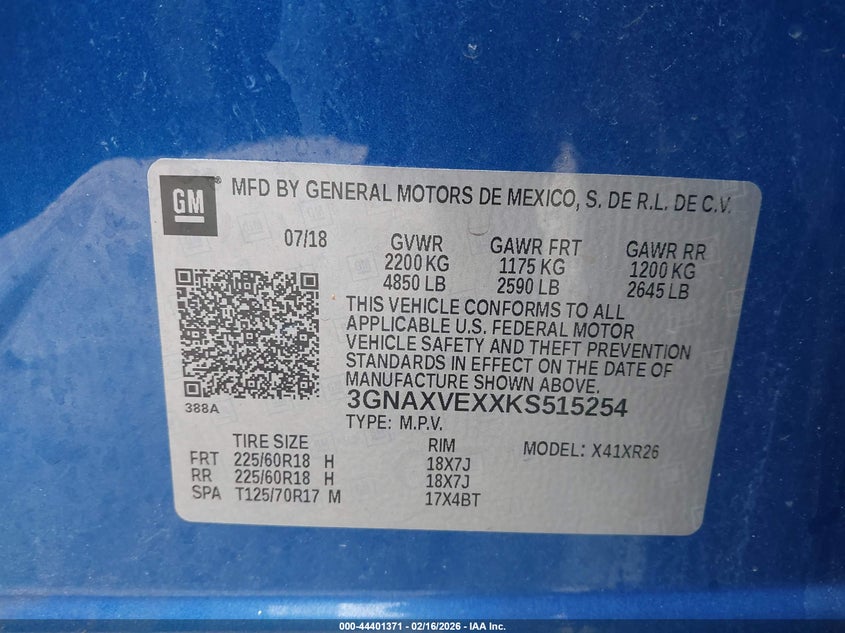 GM
MFD BY GENERAL MOTORS DE MEXICO, S. DE R.L. DE C.V.
07/18 GVWR GAWR FRT GAWR RR
2200 KG 1175 KG 1200 KG
4850 LB 2590 LB 2645 LB
THIS VEHICLE CONFORMS TO ALL
APPLICABLE U.S. FEDERAL MOTOR
VEHICLE SAFETY AND THEFT PREVENTION
STANDARDS IN EFFECT ON THE DATE OF
MANUFACTURE SHOWN ABOVE.
388A
3GNAXVEXXKS515254
TYPE: M.P.V.
TIRE SIZE RIM MODEL: X41XR26
FRT 225/60R18 H 18X7J
RR 225/60R18 H 18X7J
SPA T125/70R17 M 17X4BT
000-44401371 - 02/16/2026 - IAA Inc.